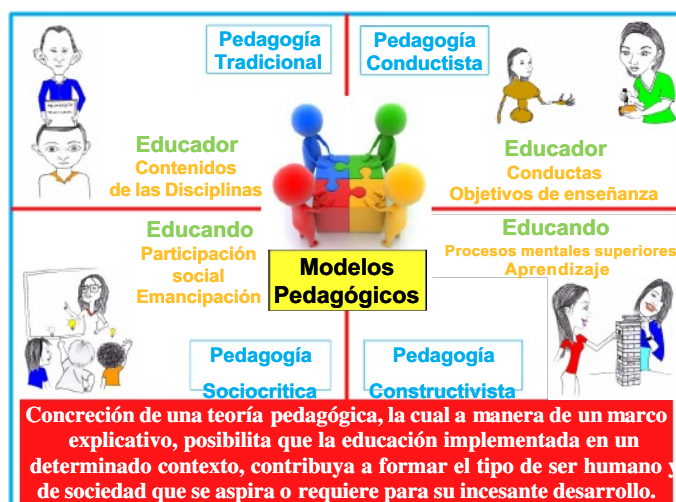 Pedagogía
Tradicional
Pedagogía
Conductista
Educador
Contenidos
de las Disciplinas
Educador
Conductas
Objetivos de enseñanza
Educando
Participación
social
Emancipación
Educando
Procesos mentales superiores
Aprendizaje
Modelos
Pedagógicos
Pedagogía
Sociocritica
Pedagogía
Constructivista
Concreción de una teoría pedagógica, la cual a manera de un marco
explicativo, posibilita que la educación implementada en un
determinado contexto, contribuya a formar el tipo de ser humano y
de sociedad que se aspira o requiere para su incesante desarrollo.